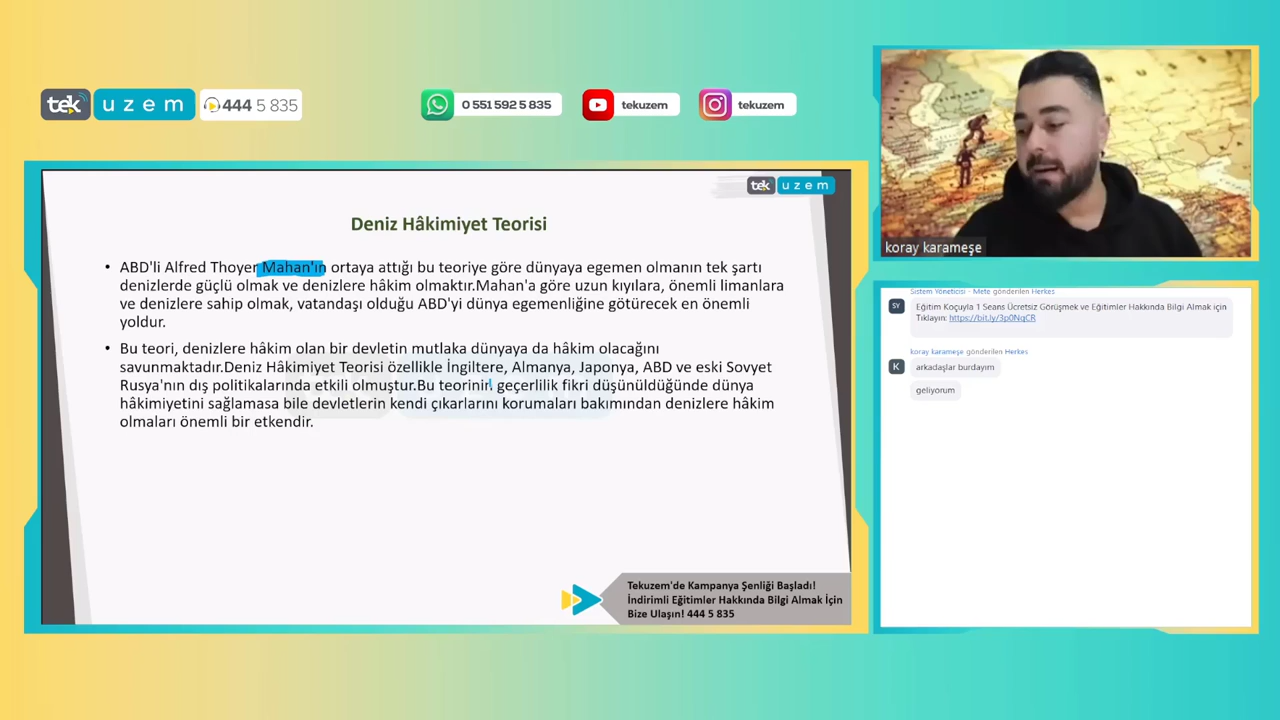 tek uzem 444 5 835
0 551 592 5 835
tekuzem
tekuzem
tek uzem
Deniz Hâkimiyet Teorisi
• ABD'li Alfred Thoyer Mahan'ın ortaya attığı bu teoriye göre dünyaya egemen olmanın tek şartı
denizlerde güçlü olmak ve denizlere hâkim olmaktır.Mahan'a göre uzun kıyılara, önemli limanlara
ve denizlere sahip olmak, vatandaşı olduğu ABD'yi dünya egemenliğine götürecek en önemli
yoldur.
• Bu teori, denizlere hâkim olan bir devletin mutlaka dünyaya da hâkim olacağını
savunmaktadır.Deniz Hâkimiyet Teorisi özellikle İngiltere, Almanya, Japonya, ABD ve eski Sovyet
Rusya'nın dış politikalarında etkili olmuştur.Bu teorinin geçerlilik fikri düşünüldüğünde dünya
hâkimiyetini sağlamasa bile devletlerin kendi çıkarlarını korumaları bakımından denizlere hâkim
olmaları önemli bir etkendir.
Tekuzem'de Kampanya Şenliği Başladı!
İndirimli Eğitimler Hakkında Bilgi Almak İçin
Bize Ulaşın! 444 5 835
koray karameşe
Sistem Yöneticisi - Mete gönderilen Herkes
SY
Eğitim Koçuyla 1 Seans Ücretsiz Görüşmek ve Eğitimler Hakkında Bilgi Almak için
Tıklayın: https://bit.ly/3p0NqCR
koray karameşe gönderilen Herkes
K
arkadaşlar burdayım
geliyorum